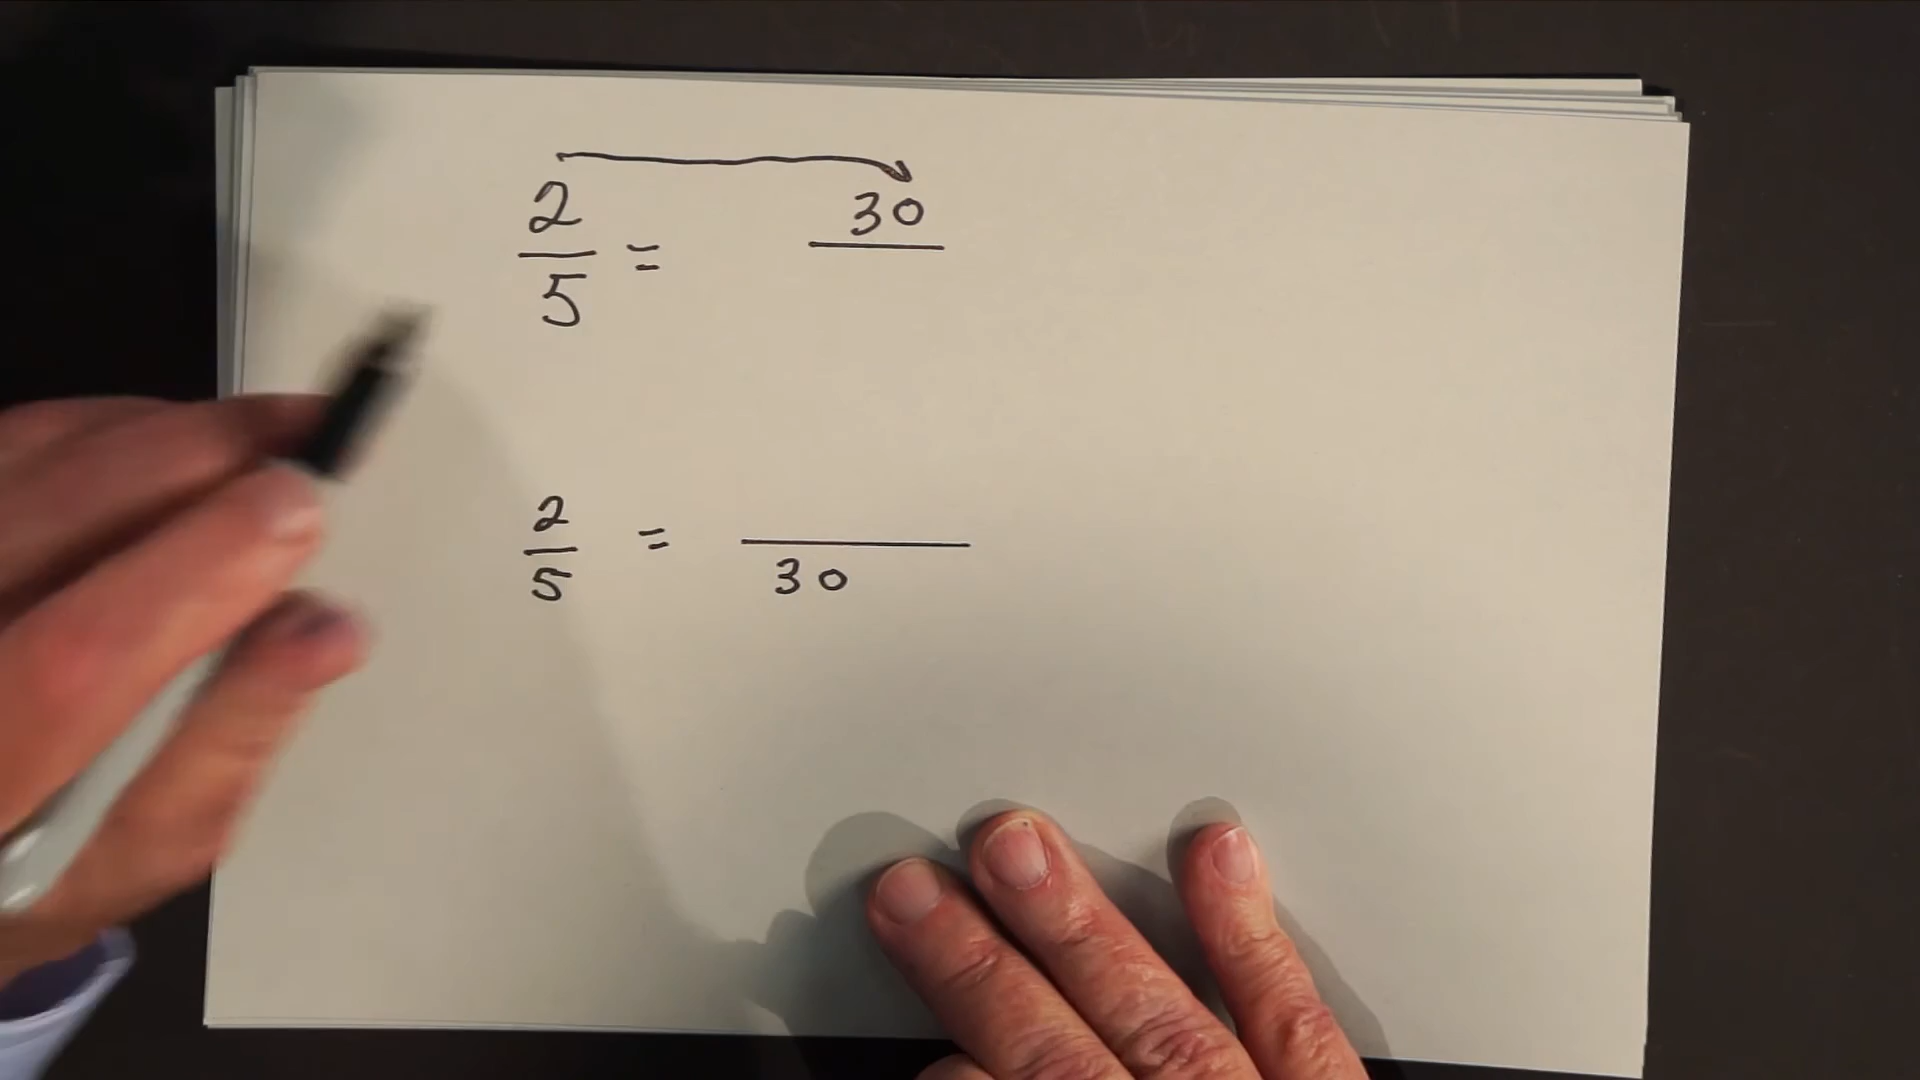 2/5 = 30/
2/5 = /30